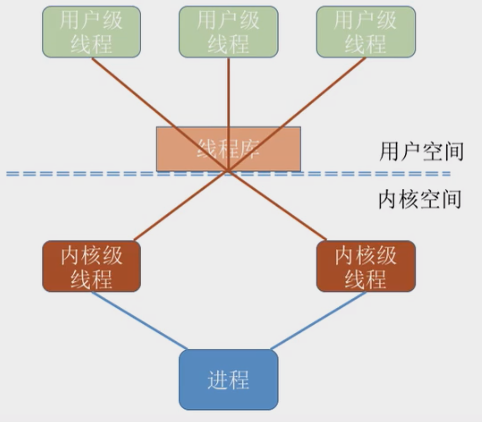 用户级
线程
用户级
线程
用户级
线程
线程库
用户空间
内核空间
内核级
线程
内核级
线程
进程